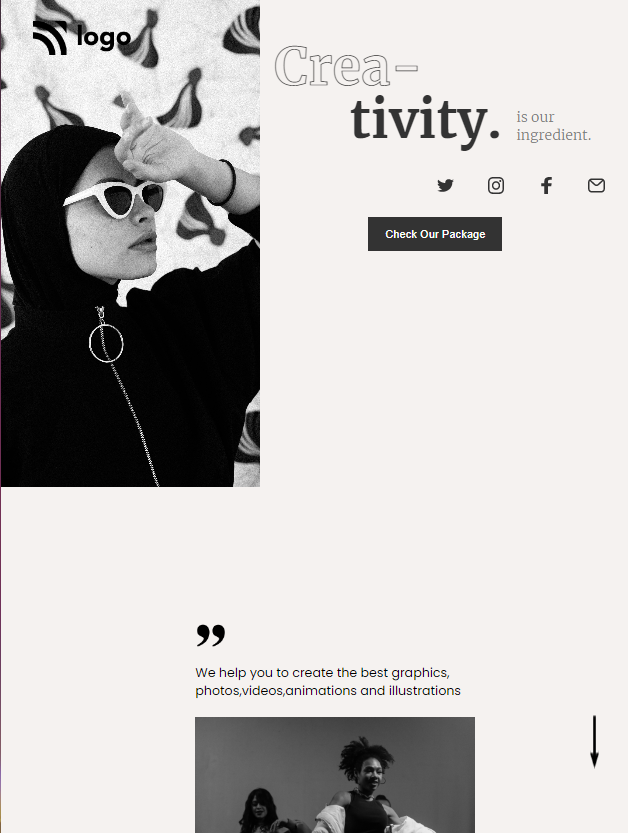 logo
Crea-
tivity.
is our
ingredient.
Check Our Package
”
We help you to create the best graphics,
photos,videos,animations and illustrations